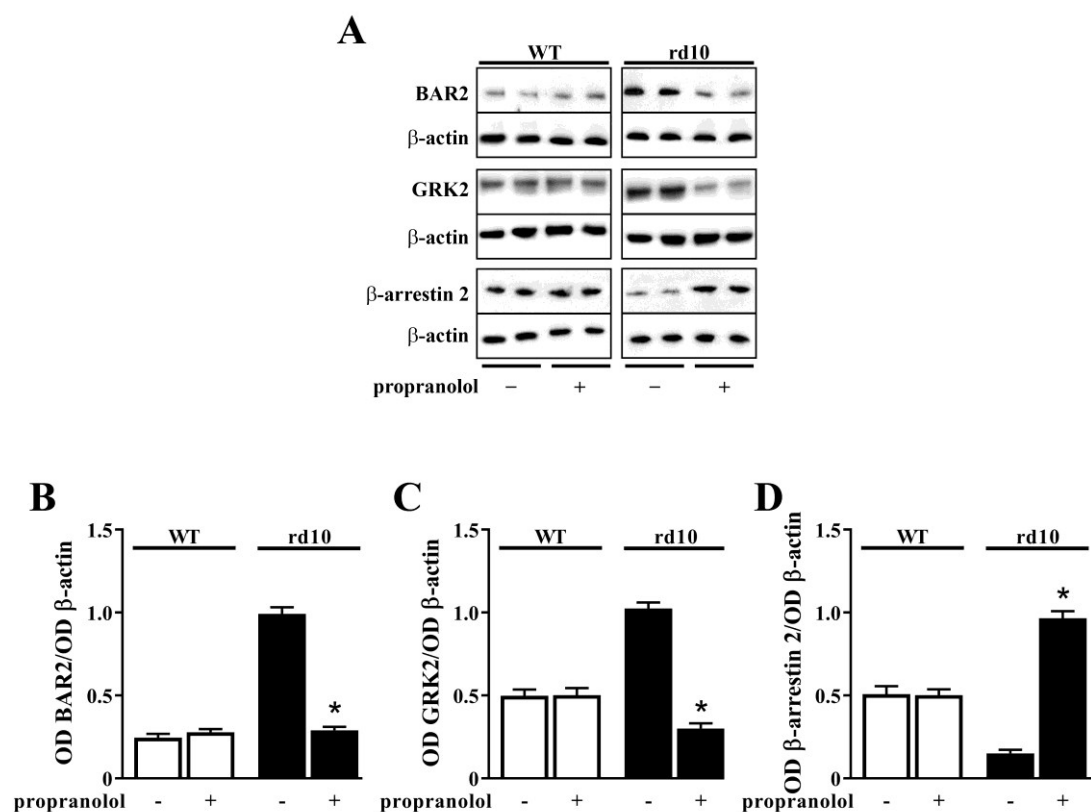 A
WT rd10
BAR2
β-actin
GRK2
β-actin
β-arrestin 2
β-actin
propranolol − + − +
B
OD BAR2/OD β-actin
1.5
1.0
0.5
0
WT rd10
*
propranolol - + - +
C
OD GRK2/OD β-actin
1.5
1.0
0.5
0
WT rd10
*
propranolol - + - +
D
OD β-arrestin 2/OD β-actin
1.5
1.0
0.5
0
WT rd10
*
propranolol - + - +